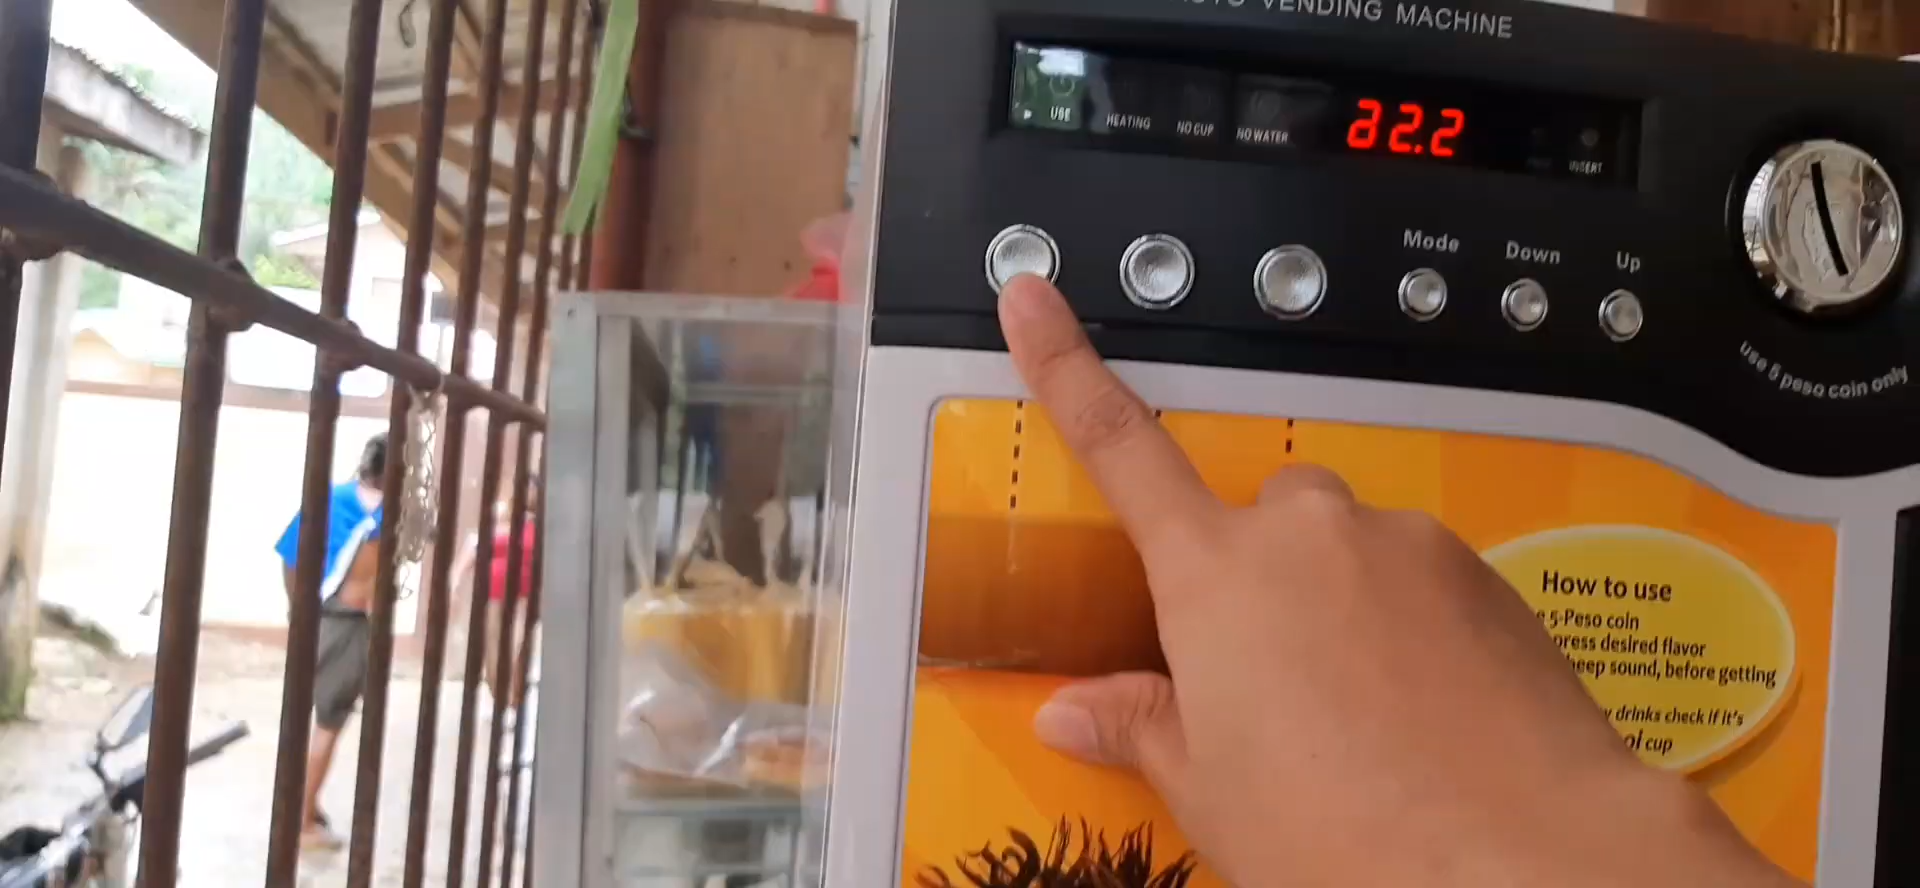 VENDING MACHINE
USE
HEATING
NO CUP
NO WATER
a2.2
INSERT
Mode
Down
Up
use 5 peso coin only
How to use
5-Peso coin
press desired flavor
beep sound, before getting
drinks check if it's
cup